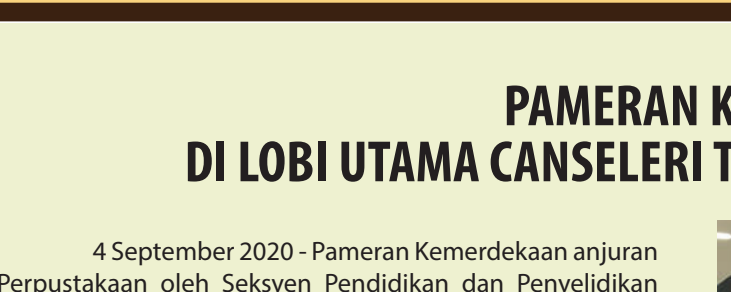 PAMERAN K
DI LOBI UTAMA CANSELERI T
4 September 2020 - Pameran Kemerdekaan anjuran
Perpustakaan oleh Seksyen Pendidikan dan Penyelidikan